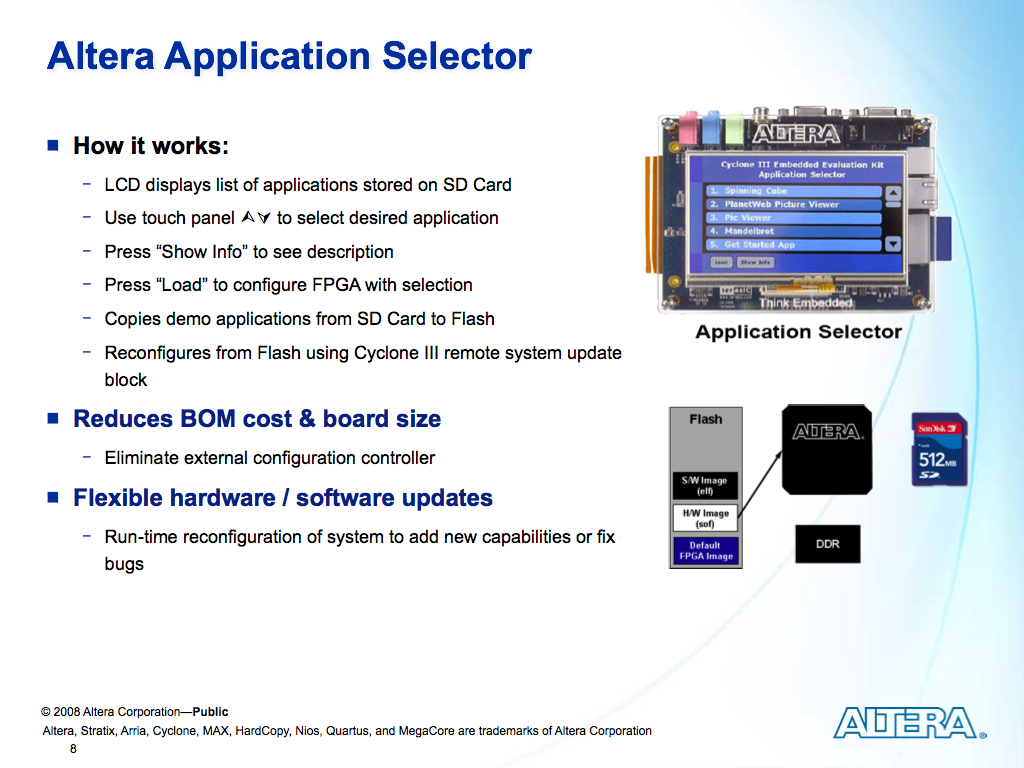 Altera Application Selector
How it works:
LCD displays list of applications stored on SD Card
Use touch panel ⮝⮟ to select desired application
Press “Show Info” to see description
Press “Load” to configure FPGA with selection
Copies demo applications from SD Card to Flash
Reconfigures from Flash using Cyclone III remote system update
block
Reduces BOM cost & board size
Eliminate external configuration controller
Flexible hardware / software updates
Run-time reconfiguration of system to add new capabilities or fix
bugs
ALTERA
Cyclone III Embedded Evaluation Kit
Application Selector
1. Spinning Cube
2. PlanetWeb Picture Viewer
3. Pic Viewer
4. Mandelbrot
5. Get Started App
Load Show Info
terasic
Think Embedded
Application Selector
Flash
S/W Image
(elf)
H/W Image
(sof)
Default
FPGA Image
ALTERA
DDR
SanDisk
512MB
SD
© 2008 Altera Corporation—Public
Altera, Stratix, Arria, Cyclone, MAX, HardCopy, Nios, Quartus, and MegaCore are trademarks of Altera Corporation
8
ALTERA®